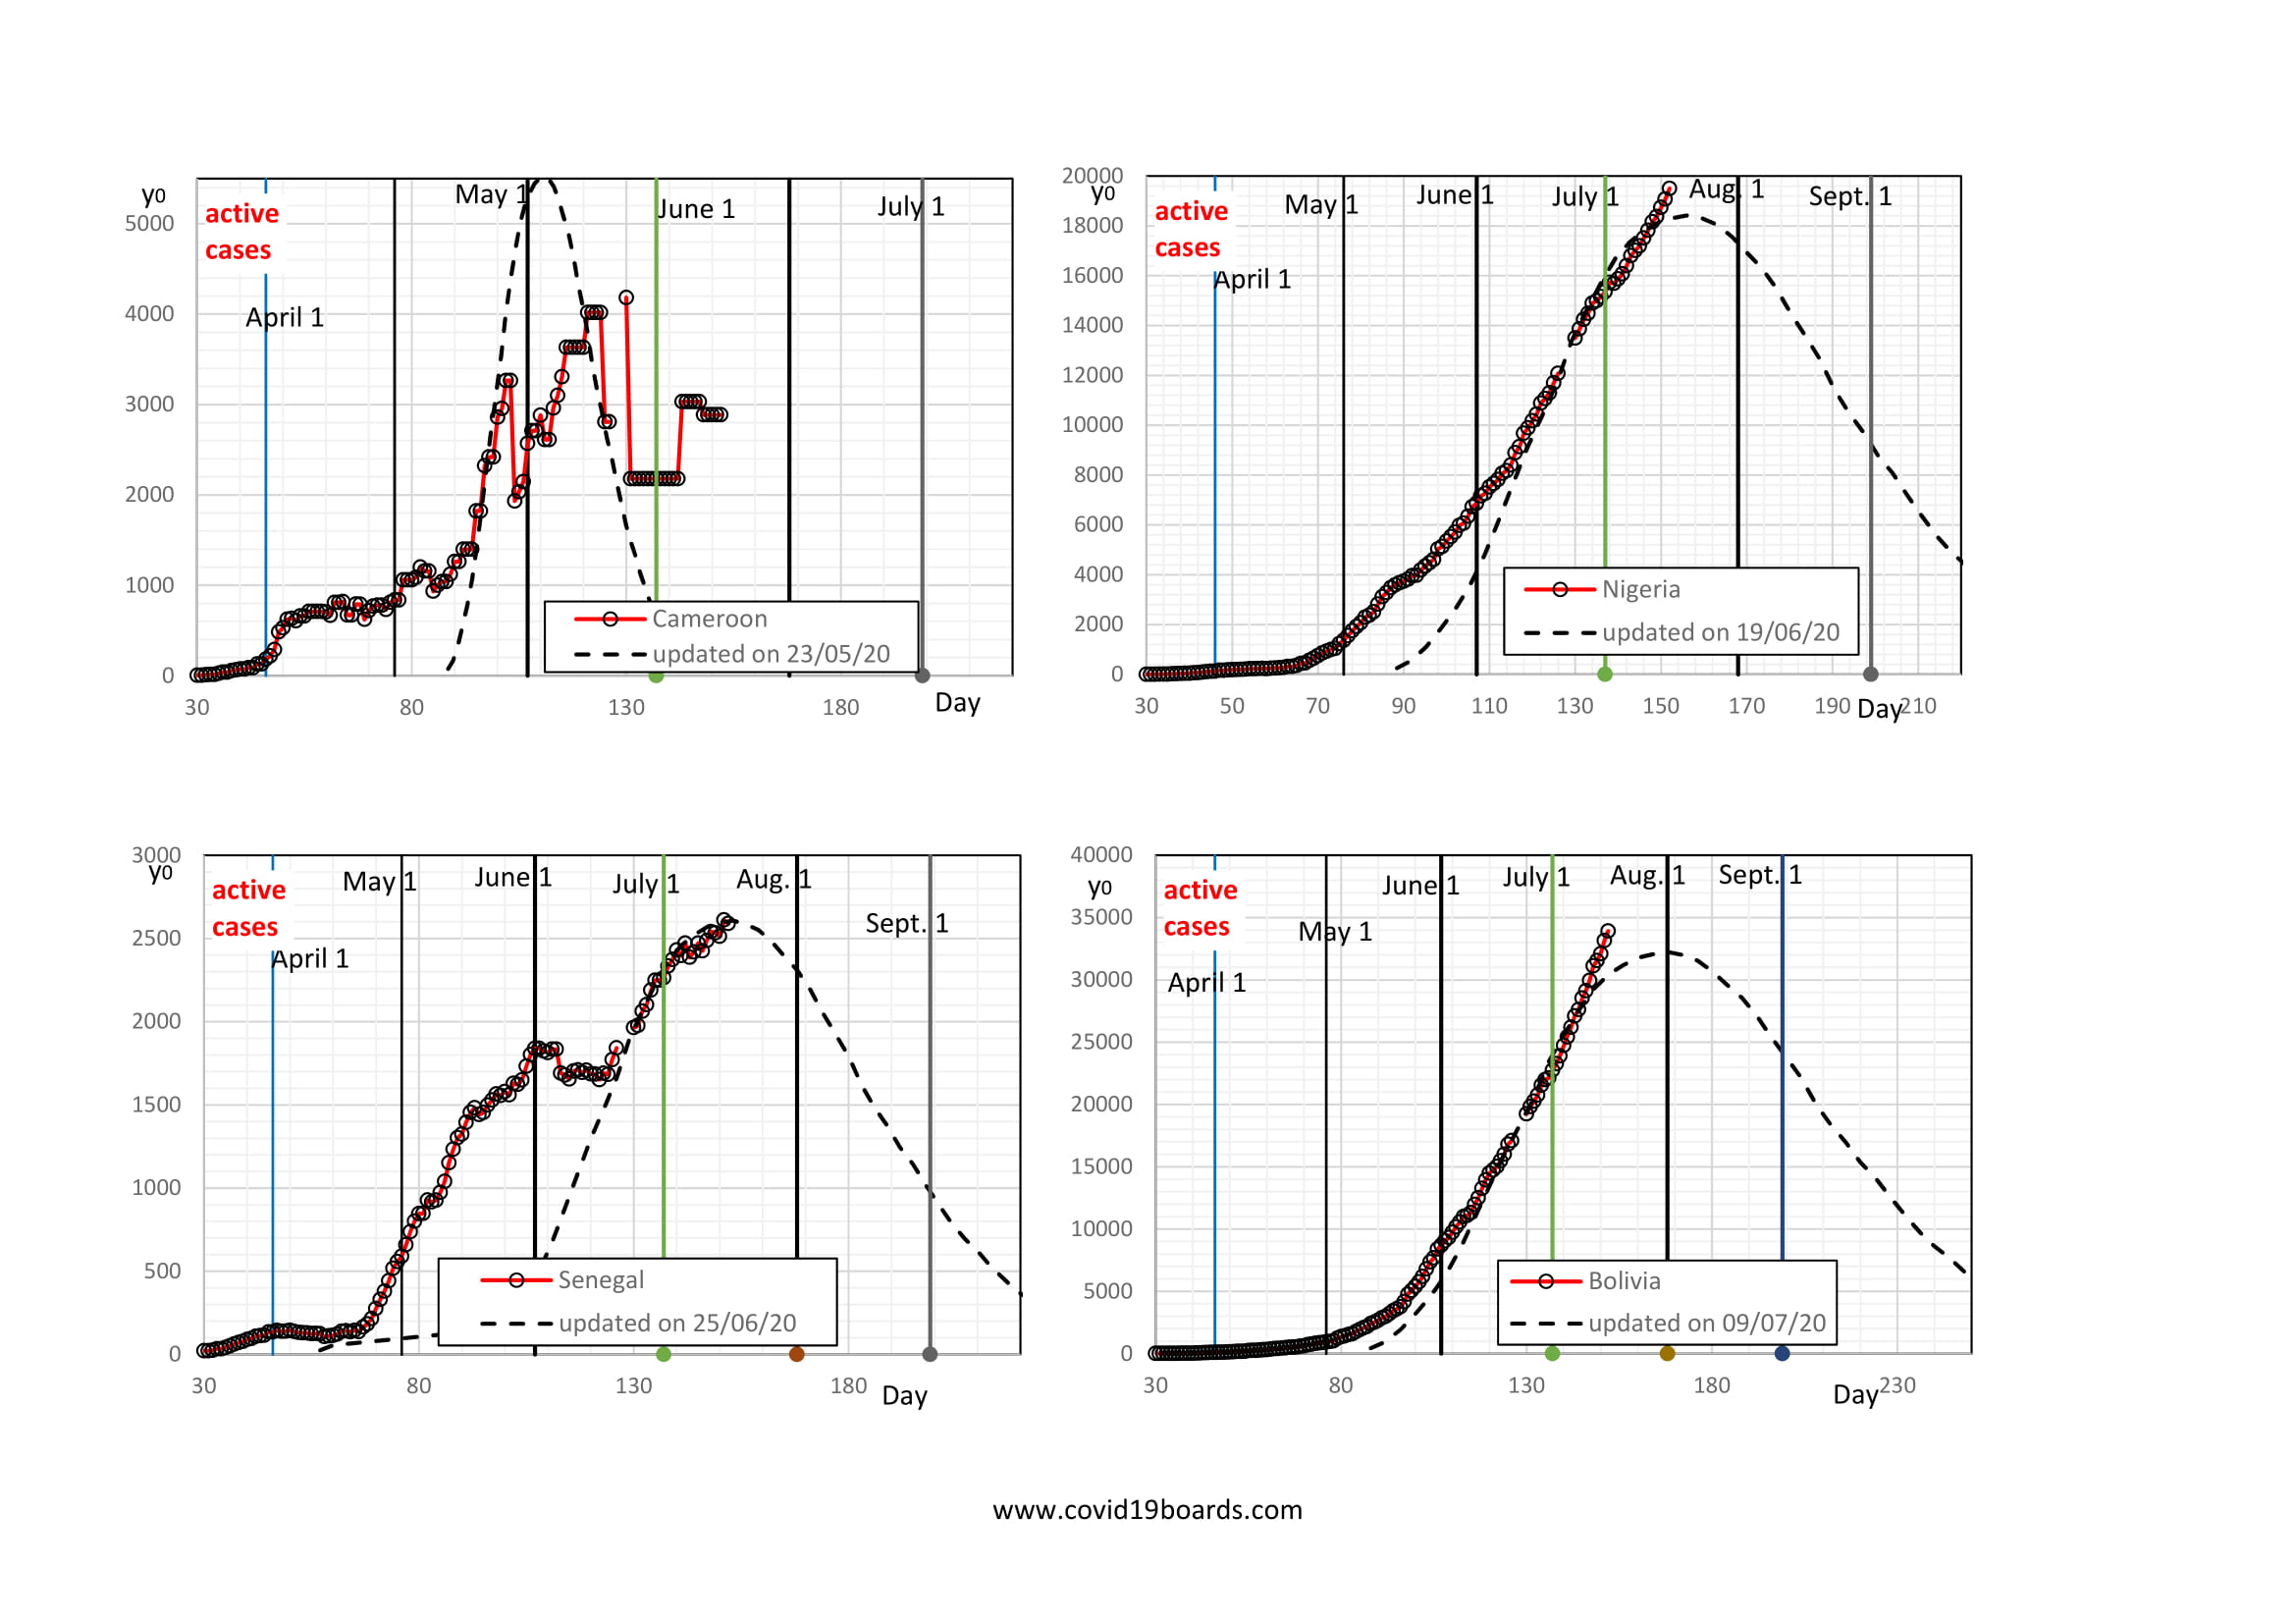 y0
5000
4000
3000
2000
1000
0
active
cases
April 1
May 1
June 1
July 1
Cameroon
updated on 23/05/20
30
80
130
180
Day
20000
y0
18000
16000
14000
12000
10000
8000
6000
4000
2000
0
active
cases
April 1
May 1
June 1
July 1
Aug. 1
Sept. 1
Nigeria
updated on 19/06/20
30
50
70
90
110
130
150
170
190
Day
210
3000
y0
2500
2000
1500
1000
500
0
active
cases
April 1
May 1
June 1
July 1
Aug. 1
Sept. 1
Senegal
updated on 25/06/20
30
80
130
180
Day
40000
y0
35000
30000
25000
20000
15000
10000
5000
0
active
cases
April 1
May 1
June 1
July 1
Aug. 1
Sept. 1
Bolivia
updated on 09/07/20
30
80
130
180
Day
230
www.covid19boards.com